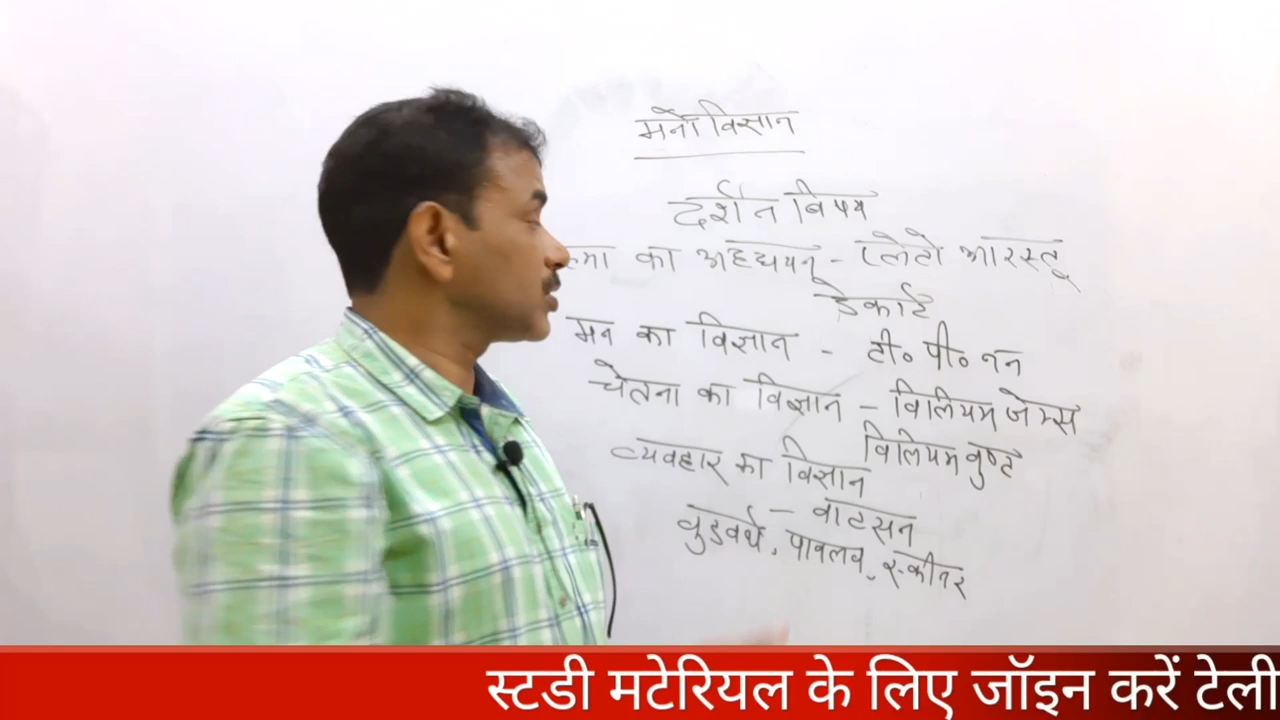 मनोविज्ञान
दर्शन विषय
का अध्ययन - प्लेटो आरस्तू
डेकार्ट
मन का विज्ञान - टी० पी० नन
चेतना का विज्ञान - विलियम जेम्स
विलियम वुण्ट
व्यवहार का विज्ञान
- वाटसन
वुडवर्थ, पावलव, स्कीनर
स्टडी मटेरियल के लिए जॉइन करें टेली